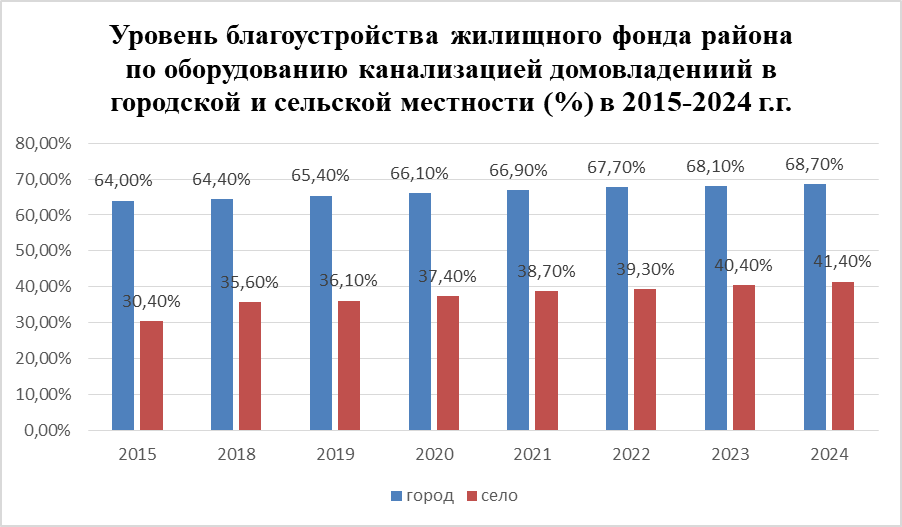 Уровень благоустройства жилищного фонда района
по оборудованию канализацией домовладениий в
городской и сельской местности (%) в 2015-2024 г.г.
80,00%
70,00%
60,00%
50,00%
40,00%
30,00%
20,00%
10,00%
0,00%
64,00% 64,40% 65,40% 66,10% 66,90% 67,70% 68,10% 68,70%
30,40% 35,60% 36,10% 37,40% 38,70% 39,30% 40,40% 41,40%
2015 2018 2019 2020 2021 2022 2023 2024
город село